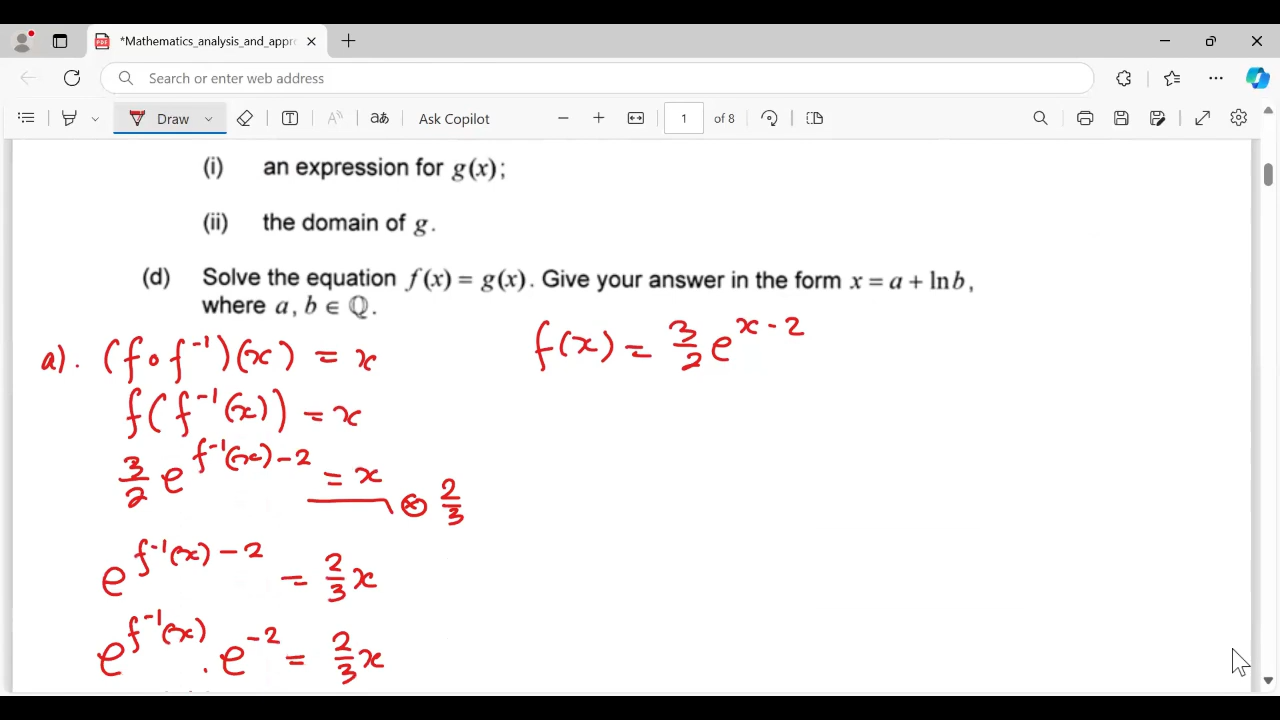 *Mathematics_analysis_and_appr
Search or enter web address
Draw
aあ
Ask Copilot
1 of 8
(i) an expression for g(x);
(ii) the domain of g.
(d) Solve the equation f(x) = g(x). Give your answer in the form x = a + ln b,
where a, b ∈ ℚ.
a). (f∘f⁻¹)(x) = x
f(x) = 3/2 e^(x-2)
f(f⁻¹(x)) = x
3/2 e^(f⁻¹(x)-2) = x
⊗ 2/3
e^(f⁻¹(x)-2) = 2/3 x
e^(f⁻¹(x)) . e^(-2) = 2/3 x